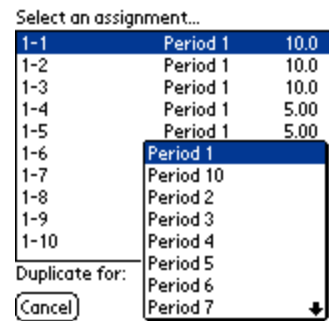 Select an assignment...
1-1 Period 1 10.0
1-2 Period 1 10.0
1-3 Period 1 10.0
1-4 Period 1 5.00
1-5 Period 1 5.00
1-6 Period 1
1-7 Period 10
1-8 Period 2
1-9 Period 3
1-10 Period 4
Period 5
Duplicate for: Period 6
Cancel Period 7